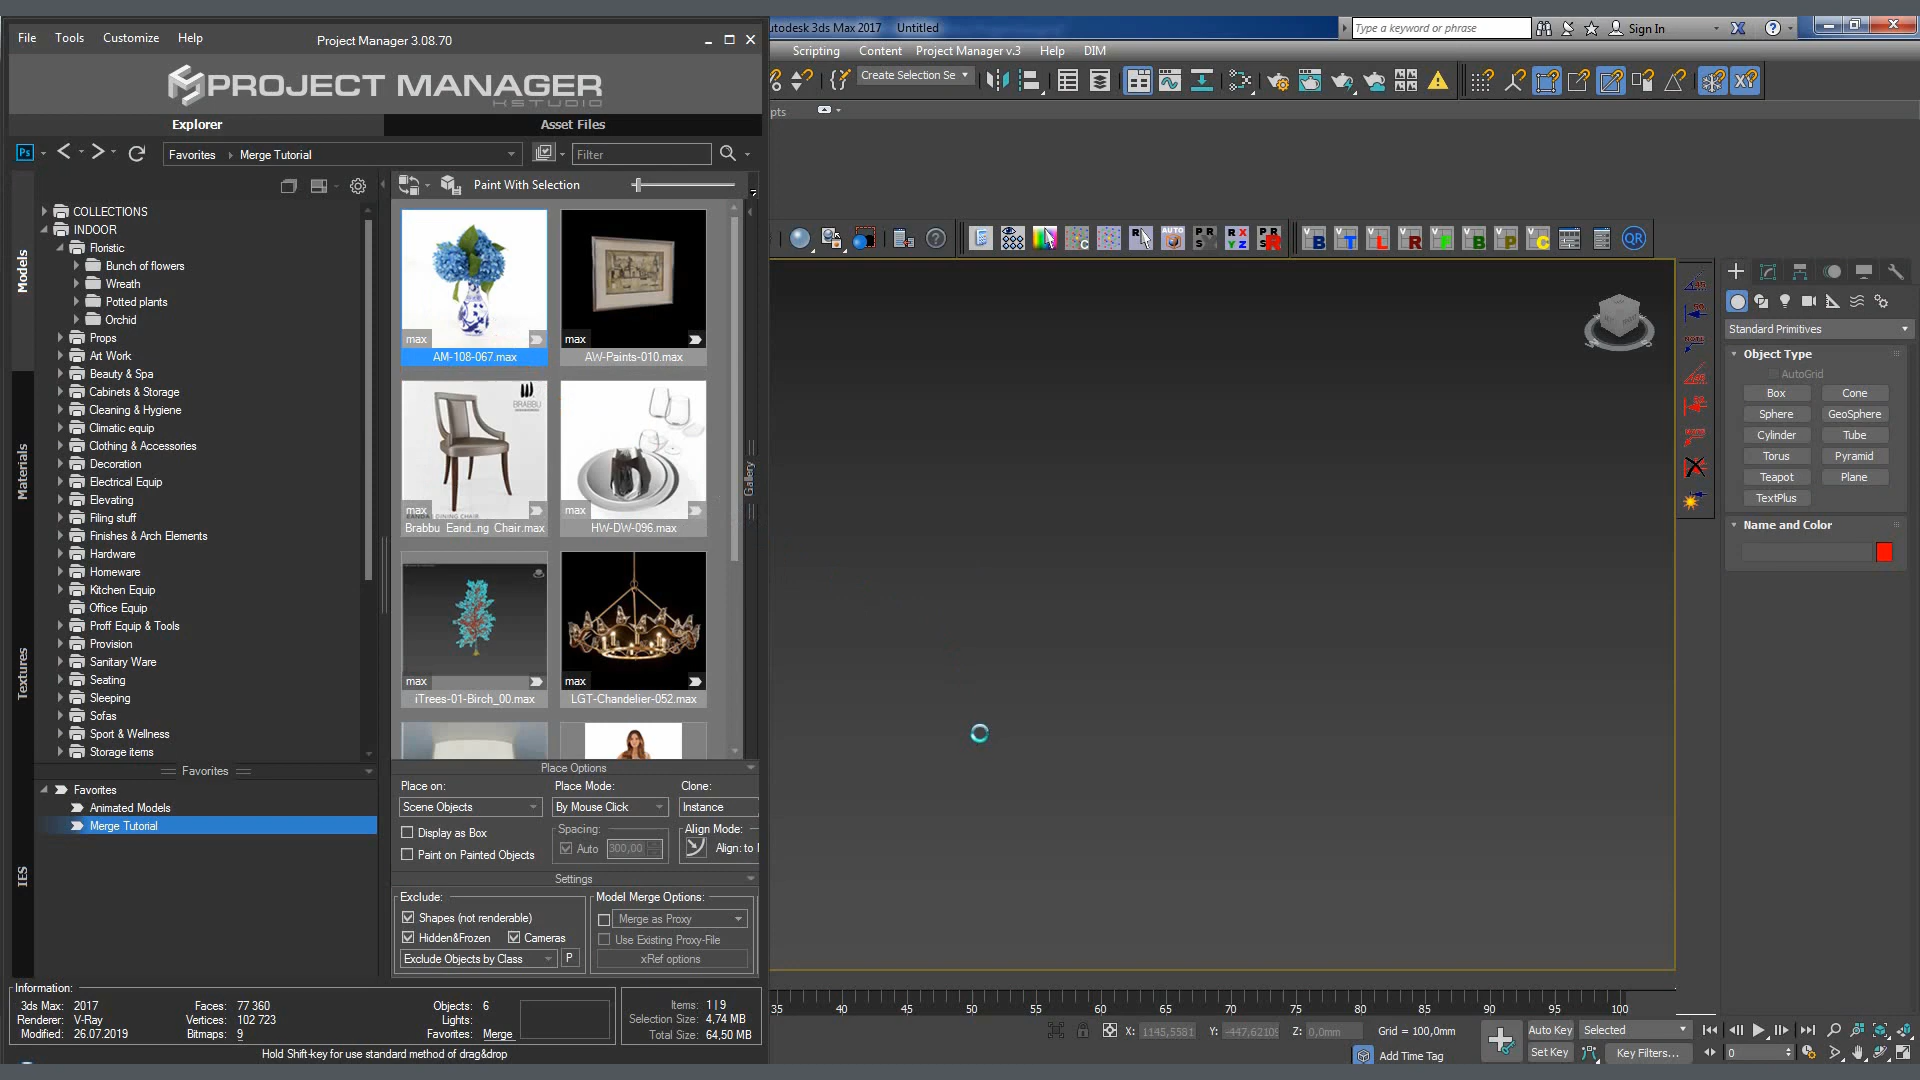 File Tools Customize Help
Project Manager 3.08.70
PROJECT MANAGER
KSTUDIO
Explorer
Asset Files
Ps
Favorites Merge Tutorial
Filter
Models
Materials
Textures
IES
COLLECTIONS
INDOOR
Floristic
Bunch of flowers
Wreath
Potted plants
Orchid
Props
Art Work
Beauty & Spa
Cabinets & Storage
Cleaning & Hygiene
Climatic equip
Clothing & Accessories
Decoration
Electrical Equip
Elevating
Filing stuff
Finishes & Arch Elements
Hardware
Homeware
Kitchen Equip
Office Equip
Proff Equip & Tools
Provision
Sanitary Ware
Seating
Sleeping
Sofas
Sport & Wellness
Storage items
Favorites
Favorites
Animated Models
Merge Tutorial
Paint With Selection
max
AM-108-067.max
max
AW-Paints-010.max
BRABBU
max
Brabbu_Eand..ng_Chair.max
max
HW-DW-096.max
max
iTrees-01-Birch_00.max
max
LGT-Chandelier-052.max
Gallery
Place Options
Place on: Place Mode: Clone:
Scene Objects By Mouse Click Instance
Display as Box
Paint on Painted Objects
Spacing:
Auto 300,00
Align Mode:
Align: to
Settings
Exclude:
Shapes (not renderable)
Hidden&Frozen Cameras
Exclude Objects by Class P
Model Merge Options:
Merge as Proxy
Use Existing Proxy-File
xRef options
Information:
3ds Max: 2017 Faces: 77 360 Objects: 6
Renderer: V-Ray Vertices: 102 723 Lights:
Modified: 26.07.2019 Bitmaps: 9 Favorites: Merge
Items: 1|9
Selection Size: 4,74 MB
Total Size: 64,50 MB
Hold Shift-key for use standard method of drag&drop
utodesk 3ds Max 2017 Untitled
Type a keyword or phrase
Sign In
Scripting Content Project Manager v.3 Help DIM
Create Selection Se
pts
Standard Primitives
Object Type
AutoGrid
Box Cone
Sphere GeoSphere
Cylinder Tube
Torus Pyramid
Teapot Plane
TextPlus
Name and Color
35 40 45 50 55 60 65 70 75 80 85 90 95 100
X: 1145,5581 Y: -447,62109 Z: 0,0mm Grid = 100,0mm
Add Time Tag
Auto Key Selected
Set Key Key Filters...
0